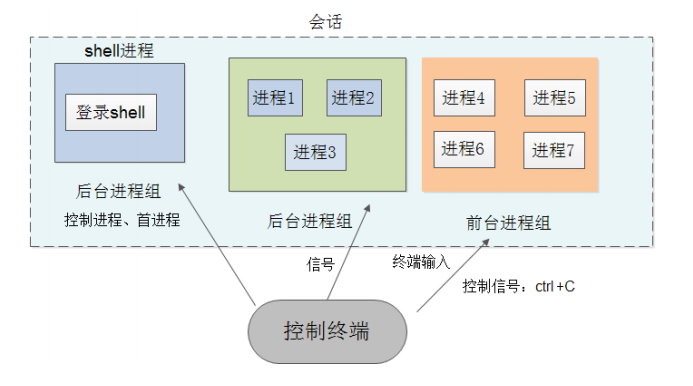 会话
shell进程
登录shell
后台进程组
控制进程、首进程
进程1
进程2
进程3
后台进程组
进程4
进程5
进程6
进程7
前台进程组
信号
终端输入
控制信号：ctrl+C
控制终端